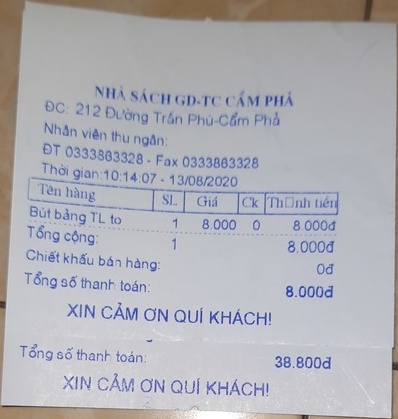 NHÀ SÁCH GD-TC CẨM PHẢ
ĐC: 212 Đường Trần Phú-Cẩm Phả
Nhân viên thu ngân:
ĐT 0333863328 - Fax 0333863328
Thời gian:10:14:07 - 13/08/2020
Tên hàng SL Giá Ck Th□nh tiền
Bút bảng TL to 1 8.000 0 8.000đ
Tổng cộng: 1 8.000đ
Chiết khấu bán hàng: 0đ
Tổng số thanh toán: 8.000đ
XIN CẢM ƠN QUÍ KHÁCH!
Tổng số thanh toán: 38.800đ
XIN CẢM ƠN QUÍ KHÁCH!